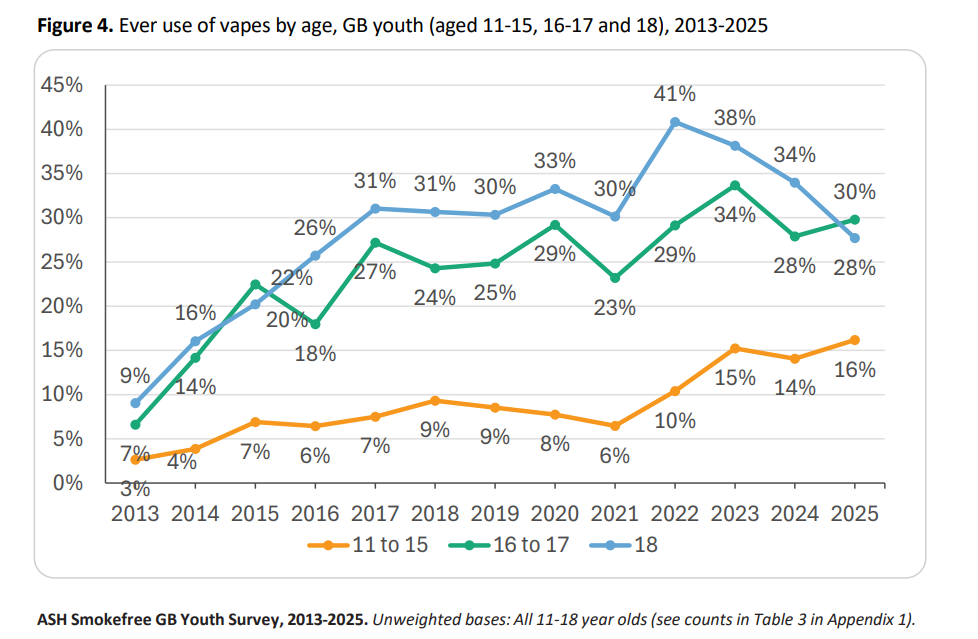 Figure 4. Ever use of vapes by age, GB youth (aged 11-15, 16-17 and 18), 2013-2025
45%
40%
35%
30%
25%
20%
15%
10%
5%
0%
9% 16% 20% 26% 31% 31% 30% 33% 30% 41% 38% 34% 28%
7% 14% 22% 18% 27% 24% 25% 29% 23% 29% 34% 28% 30%
3% 4% 7% 6% 7% 9% 9% 8% 6% 10% 15% 14% 16%
2013 2014 2015 2016 2017 2018 2019 2020 2021 2022 2023 2024 2025
11 to 15 16 to 17 18
ASH Smokefree GB Youth Survey, 2013-2025. Unweighted bases: All 11-18 year olds (see counts in Table 3 in Appendix 1).